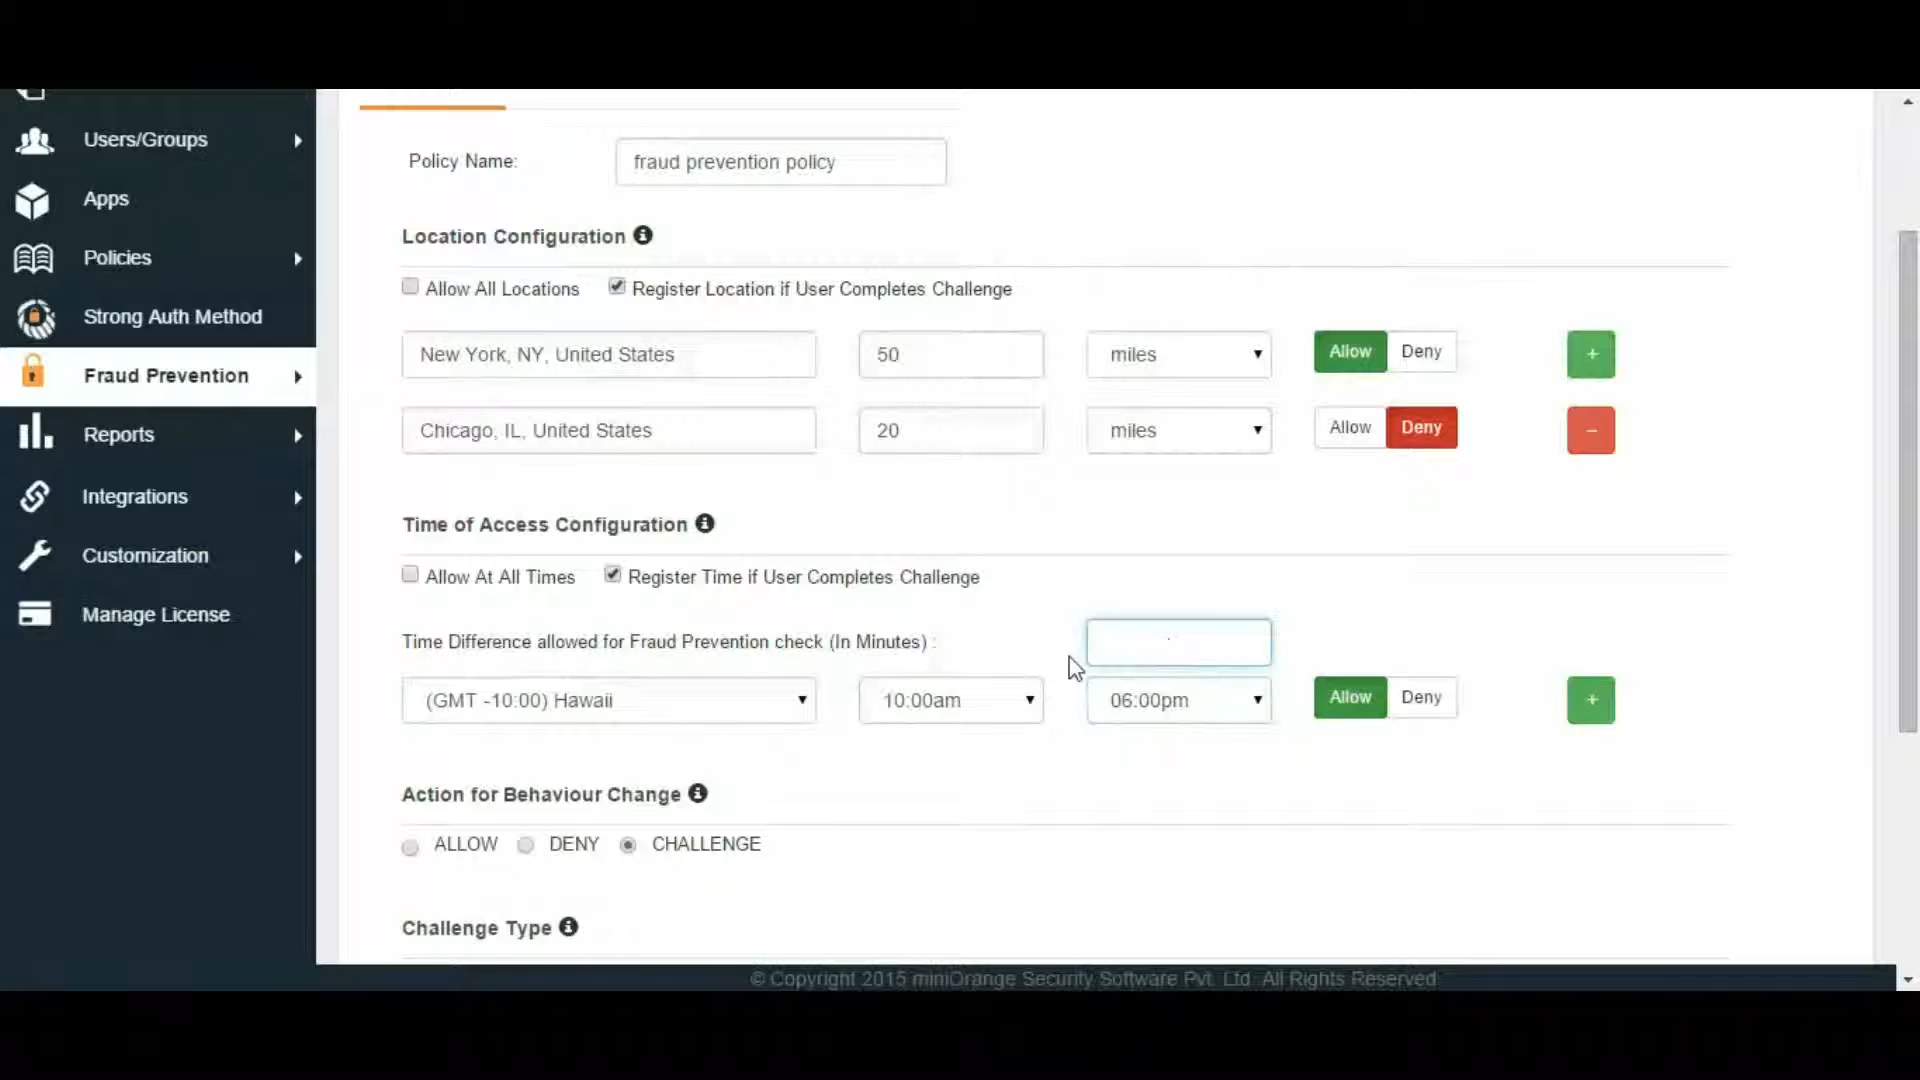 Users/Groups
Apps
Policies
Strong Auth Method
Fraud Prevention
Reports
Integrations
Customization
Manage License
Policy Name: fraud prevention policy
Location Configuration
Allow All Locations Register Location if User Completes Challenge
New York, NY, United States 50 miles Allow Deny +
Chicago, IL, United States 20 miles Allow Deny −
Time of Access Configuration
Allow At All Times Register Time if User Completes Challenge
Time Difference allowed for Fraud Prevention check (In Minutes) :
(GMT -10:00) Hawaii 10:00am 06:00pm Allow Deny +
Action for Behaviour Change
ALLOW DENY CHALLENGE
Challenge Type
© Copyright 2015 miniOrange Security Software Pvt. Ltd. All Rights Reserved